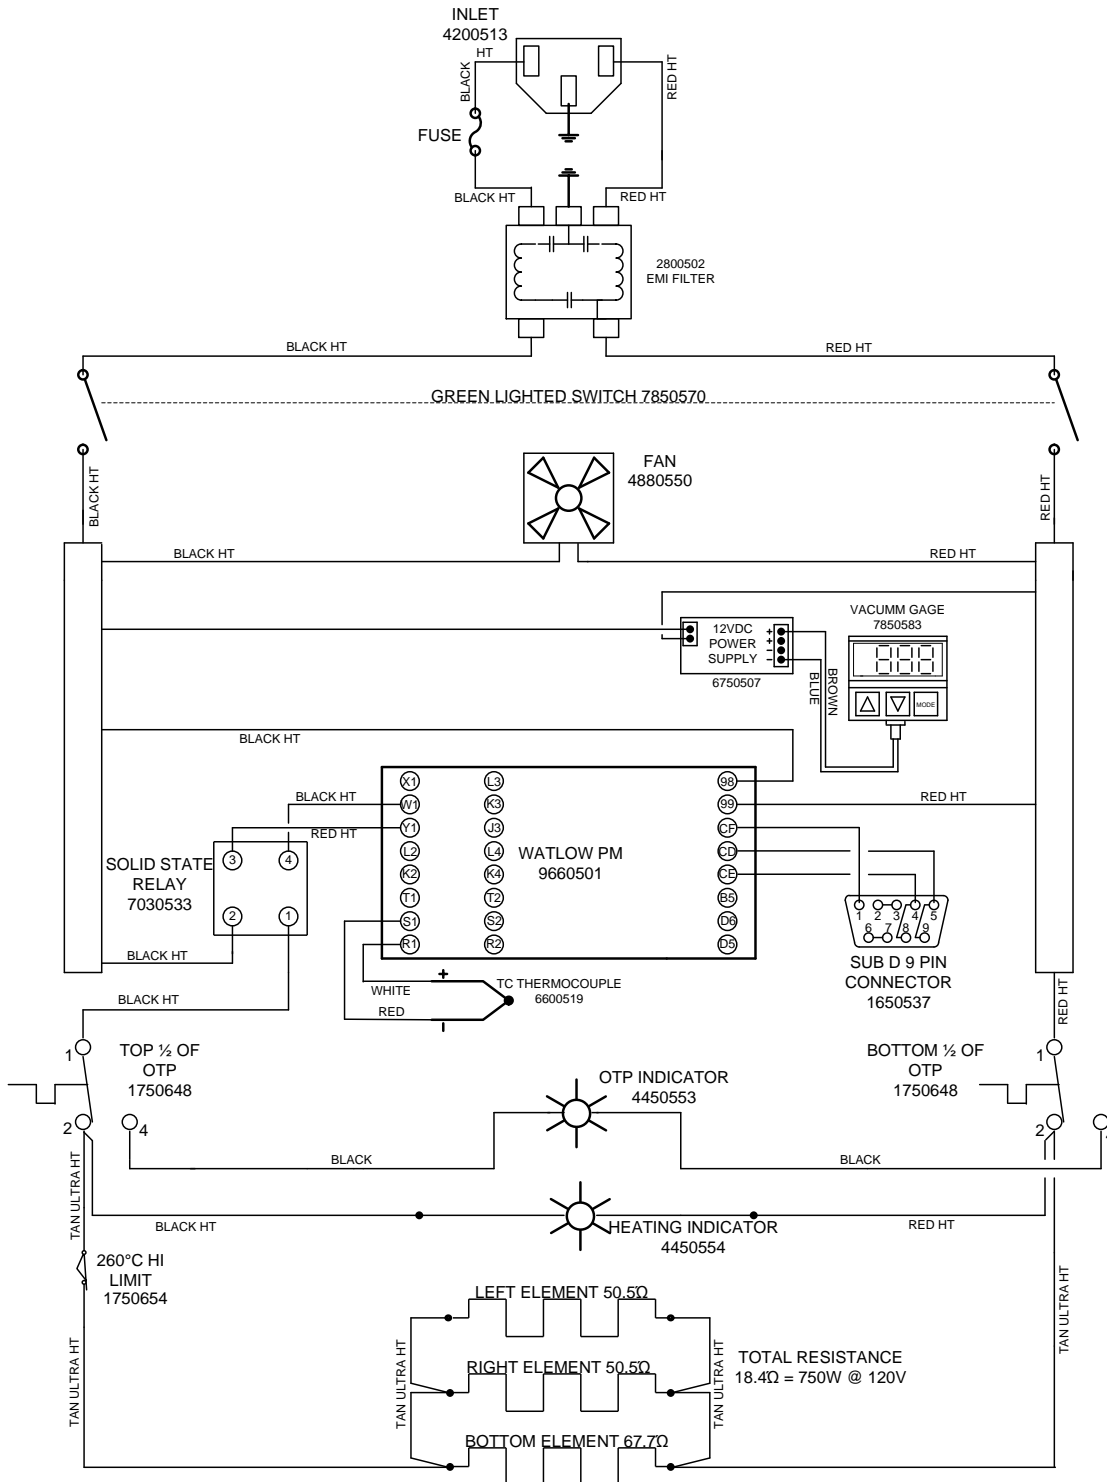 INLET
4200513
BLACK
HT
RED HT
FUSE
BLACK HT
RED HT
2800502
EMI FILTER
BLACK HT
RED HT
GREEN LIGHTED SWITCH 7850570
BLACK HT
RED HT
FAN
4880550
BLACK HT
RED HT
12VDC
POWER
SUPPLY
+
+
−
−
6750507
BROWN
BLUE
VACUMM GAGE
7850583
MODE
BLACK HT
X1
L3
98
BLACK HT
W1
K3
99
RED HT
RED HT
Y1
J3
CF
L2
L4
CD
K2
K4
CE
T1
T2
B5
S1
S2
D6
R1
R2
D5
WATLOW PM
9660501
SOLID STATE
RELAY
7030533
3
4
2
1
BLACK HT
BLACK HT
WHITE
RED
+
−
TC THERMOCOUPLE
6600519
1
2
3
4
5
6
7
8
9
SUB D 9 PIN
CONNECTOR
1650537
RED HT
1
TOP ½ OF
OTP
1750648
2
4
BOTTOM ½ OF
OTP
1750648
1
2
OTP INDICATOR
4450553
BLACK
BLACK
TAN ULTRA HT
BLACK HT
HEATING INDICATOR
4450554
RED HT
260°C HI
LIMIT
1750654
TAN ULTRA HT
TAN ULTRA HT
LEFT ELEMENT 50.5Ω
TAN ULTRA HT
TAN ULTRA HT
RIGHT ELEMENT 50.5Ω
TOTAL RESISTANCE
18.4Ω = 750W @ 120V
BOTTOM ELEMENT 67.7Ω